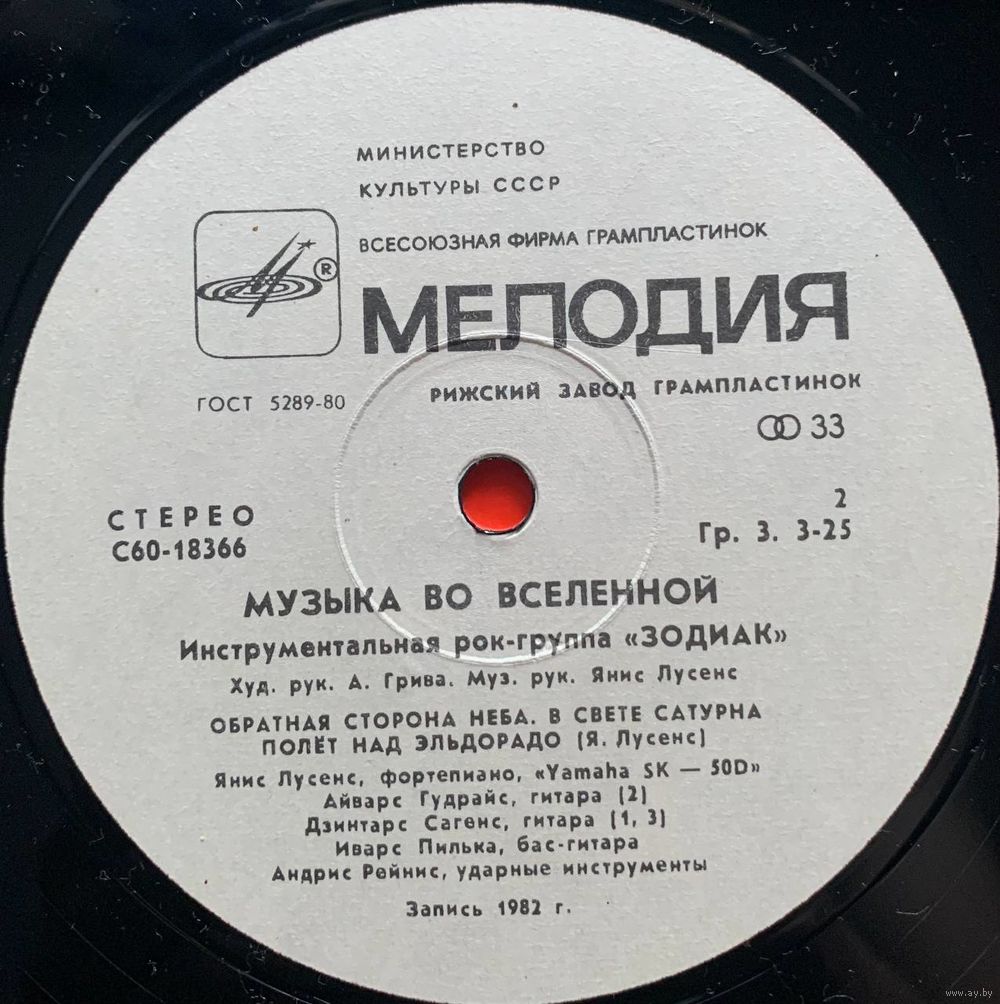 МИНИСТЕРСТВО
КУЛЬТУРЫ СССР
ВСЕСОЮЗНАЯ ФИРМА ГРАМПЛАСТИНОК
®
МЕЛОДИЯ
РИЖСКИЙ ЗАВОД ГРАМПЛАСТИНОК
ГОСТ 5289-80
33
СТЕРЕО
2
С60-18366
Гр. 3. 3-25
МУЗЫКА ВО ВСЕЛЕННОЙ
Инструментальная рок-группа «ЗОДИАК»
Худ. рук. А. Грива. Муз. рук. Янис Лусенс
ОБРАТНАЯ СТОРОНА НЕБА. В СВЕТЕ САТУРНА
ПОЛЁТ НАД ЭЛЬДОРАДО (Я. Лусенс)
Янис Лусенс, фортепиано, «Yamaha SK — 50D»
Айварс Гудрайс, гитара (2)
Дзинтарс Сагенс, гитара (1, 3)
Иварс Пилька, бас-гитара
Андрис Рейнис, ударные инструменты
Запись 1982 г.
www.ay.by